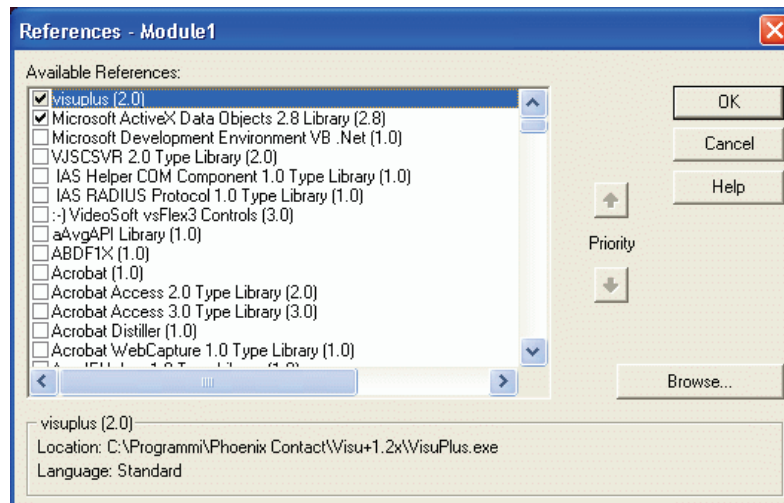 References - Module1
Available References:
visuplus (2.0)
Microsoft ActiveX Data Objects 2.8 Library (2.8)
Microsoft Development Environment VB .Net (1.0)
VJSCSVR 2.0 Type Library (2.0)
IAS Helper COM Component 1.0 Type Library (1.0)
IAS RADIUS Protocol 1.0 Type Library (1.0)
:-) VideoSoft vsFlex3 Controls (3.0)
aAvgAPI Library (1.0)
ABDF1X (1.0)
Acrobat (1.0)
Acrobat Access 2.0 Type Library (2.0)
Acrobat Access 3.0 Type Library (3.0)
Acrobat Distiller (1.0)
Acrobat WebCapture 1.0 Type Library (1.0)
OK
Cancel
Help
Priority
Browse...
visuplus (2.0)
Location: C:\Programmi\Phoenix Contact\Visu+1.2x\VisuPlus.exe
Language: Standard